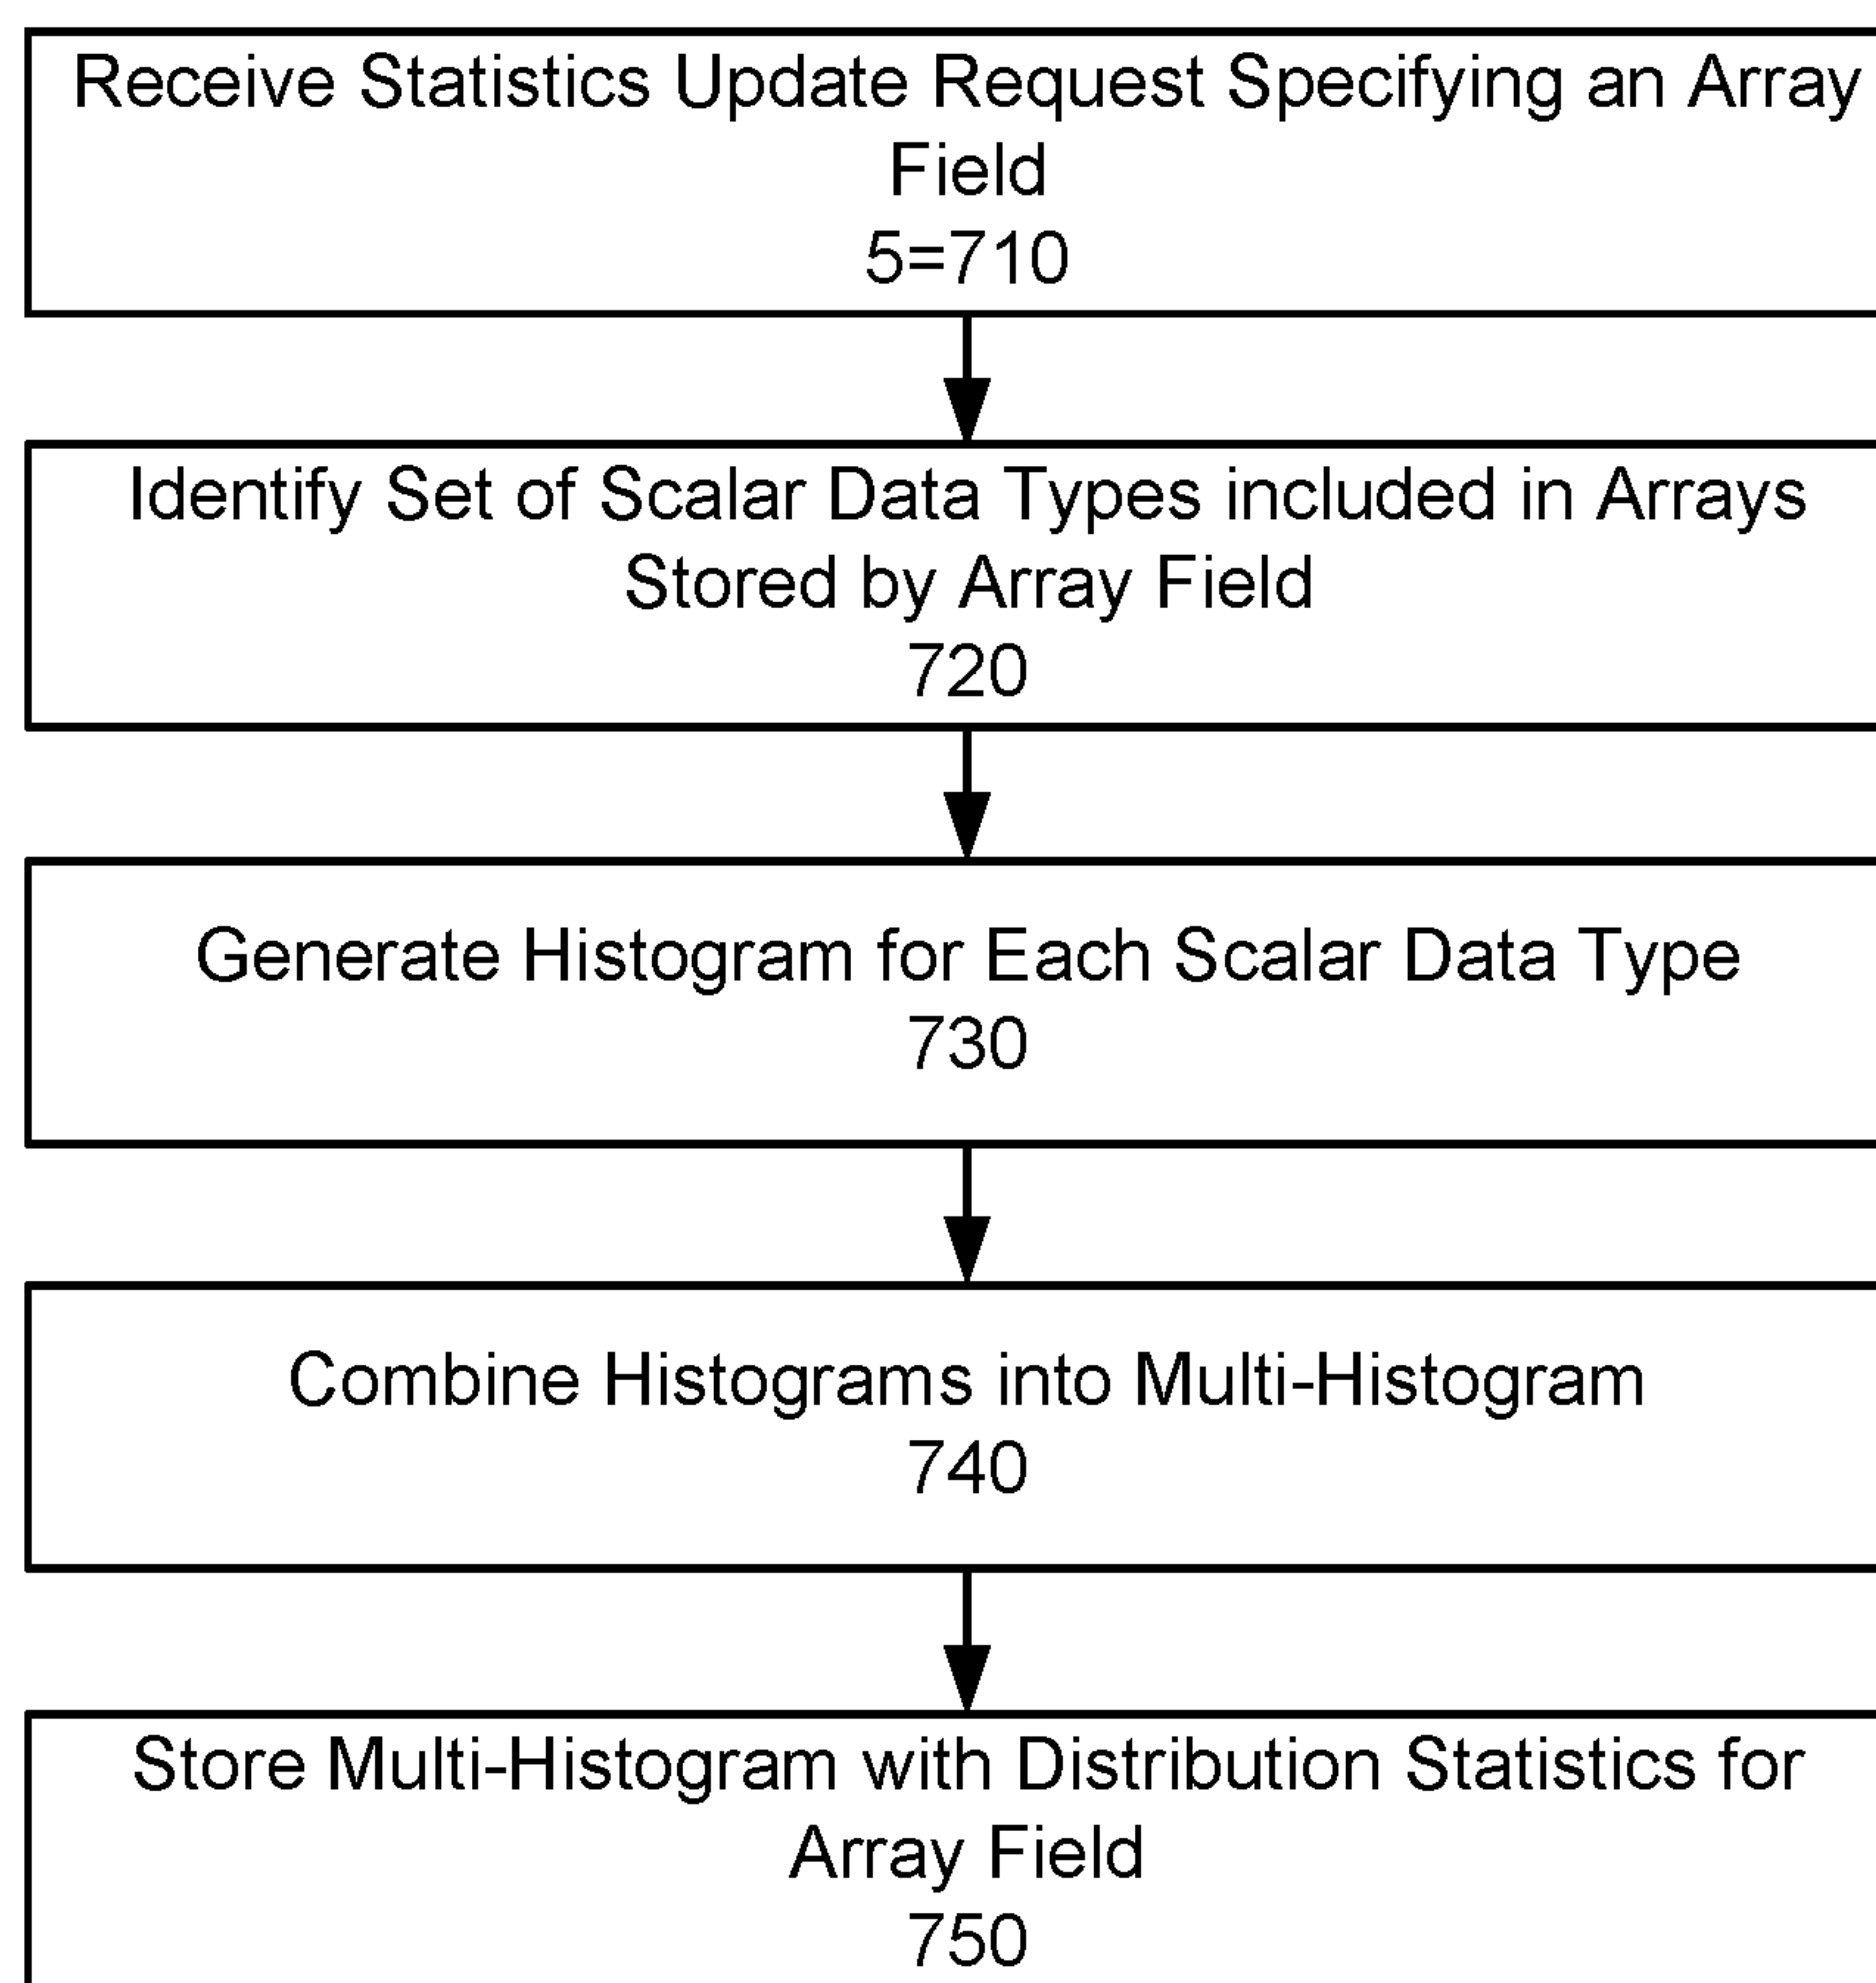 Receive Statistics Update Request Specifying an Array
Field
5=710
Identify Set of Scalar Data Types included in Arrays
Stored by Array Field
720
Generate Histogram for Each Scalar Data Type
730
Combine Histograms into Multi-Histogram
740
Store Multi-Histogram with Distribution Statistics for
Array Field
750